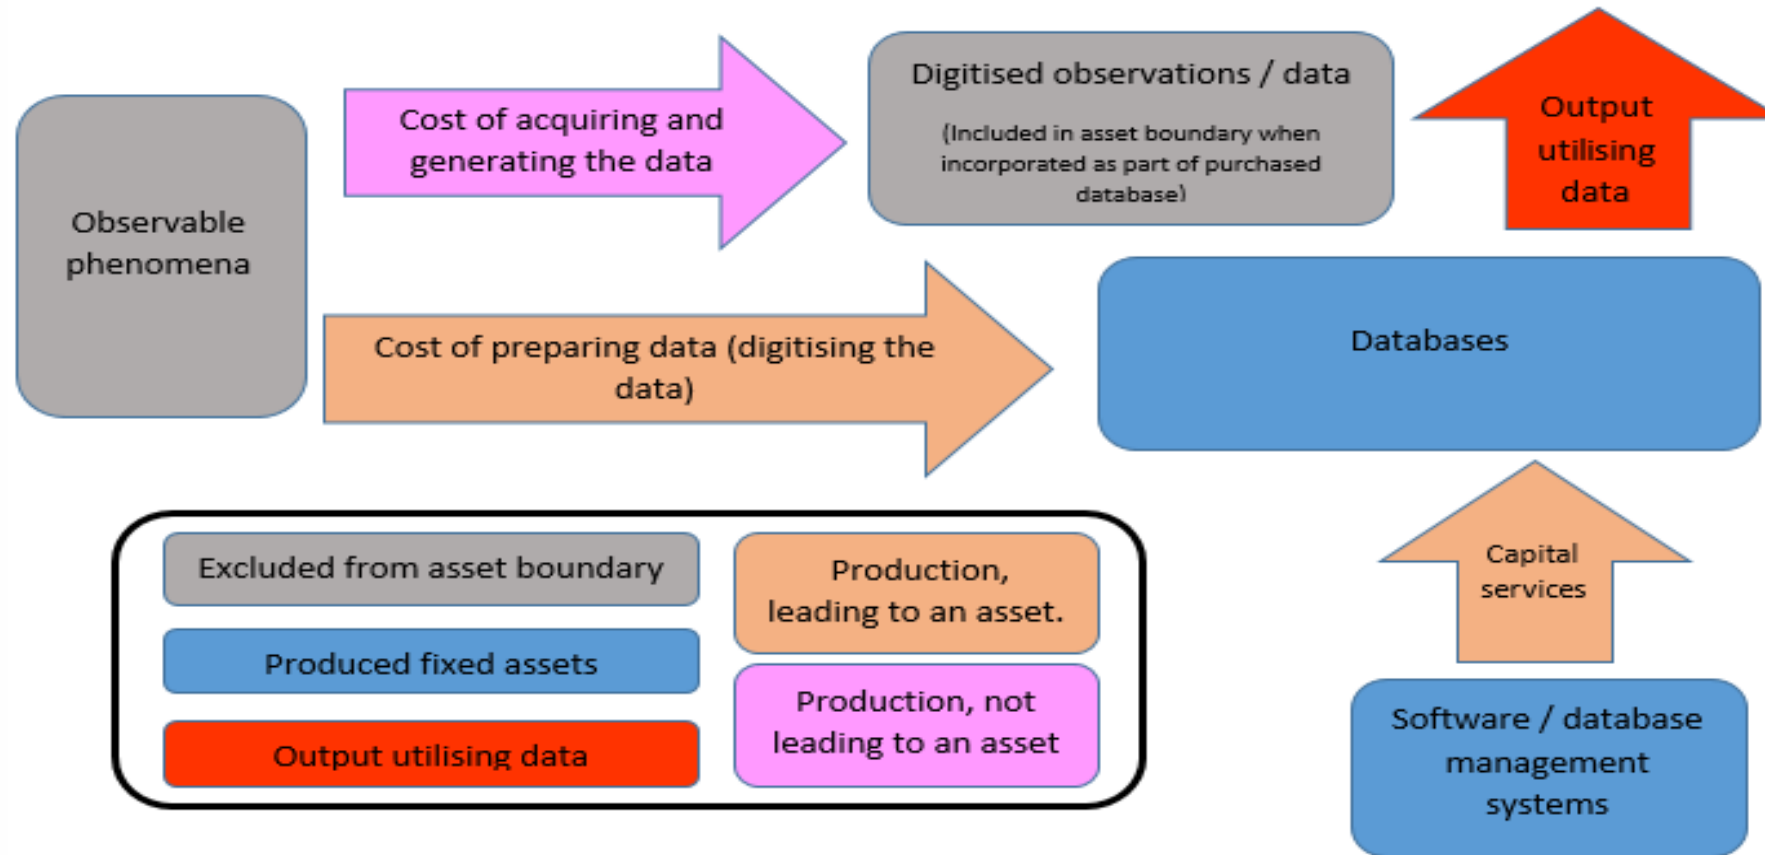 Observable
phenomena
Cost of acquiring and
generating the data
Digitised observations / data
(Included in asset boundary when
incorporated as part of purchased
database)
Output
utilising
data
Cost of preparing data (digitising the
data)
Databases
Capital
services
Software / database
management
systems
Excluded from asset boundary
Produced fixed assets
Output utilising data
Production,
leading to an asset.
Production, not
leading to an asset